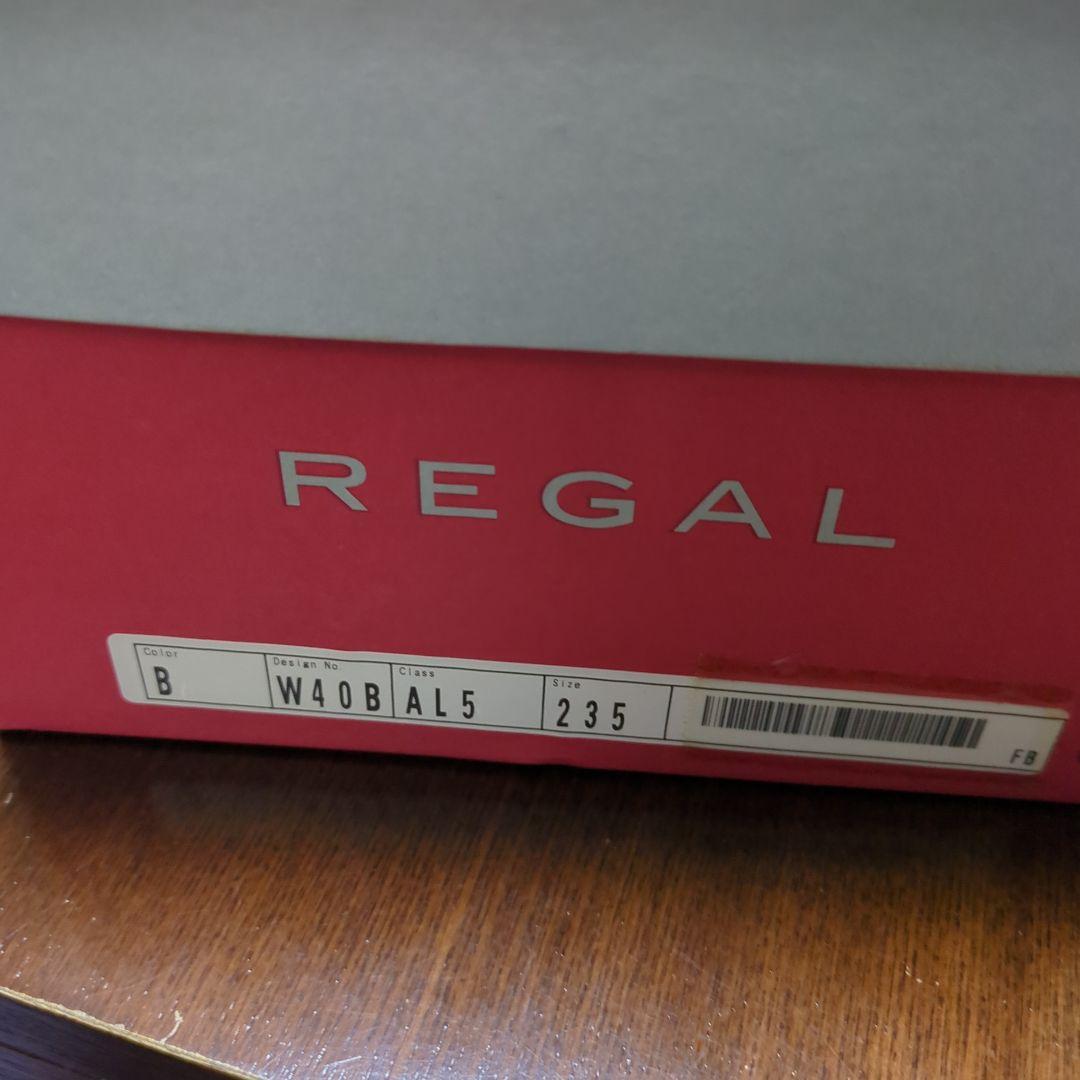 REGAL
Color Design No. Class Size
B W40B AL5 235
FB